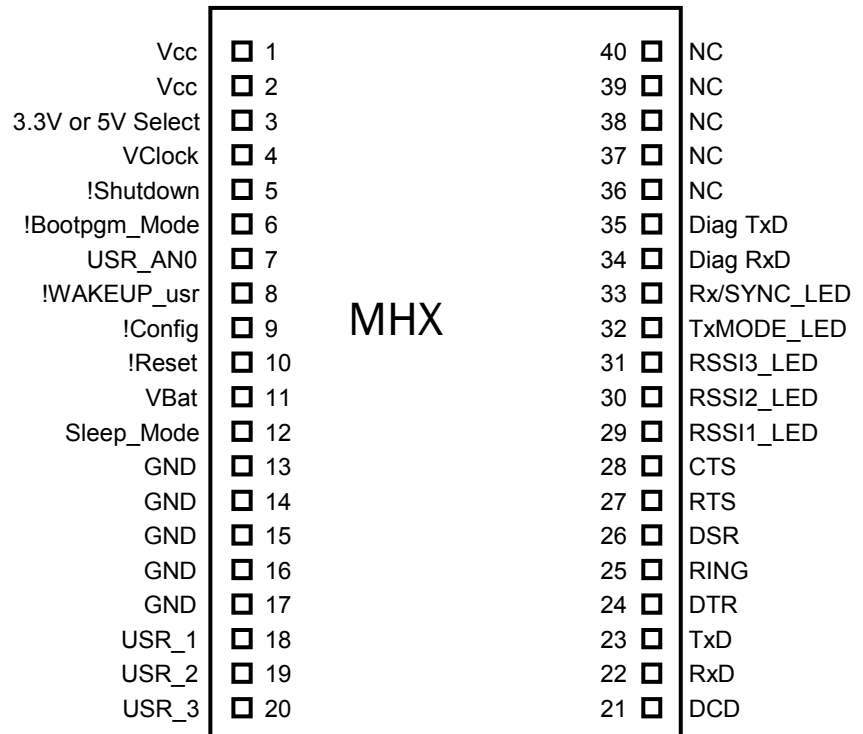 Vcc 1 40 NC
Vcc 2 39 NC
3.3V or 5V Select 3 38 NC
VClock 4 37 NC
!Shutdown 5 36 NC
!Bootpgm_Mode 6 35 Diag TxD
USR_AN0 7 34 Diag RxD
!WAKEUP_usr 8 33 Rx/SYNC_LED
MHX
!Config 9 32 TxMODE_LED
!Reset 10 31 RSSI3_LED
VBat 11 30 RSSI2_LED
Sleep_Mode 12 29 RSSI1_LED
GND 13 28 CTS
GND 14 27 RTS
GND 15 26 DSR
GND 16 25 RING
GND 17 24 DTR
USR_1 18 23 TxD
USR_2 19 22 RxD
USR_3 20 21 DCD